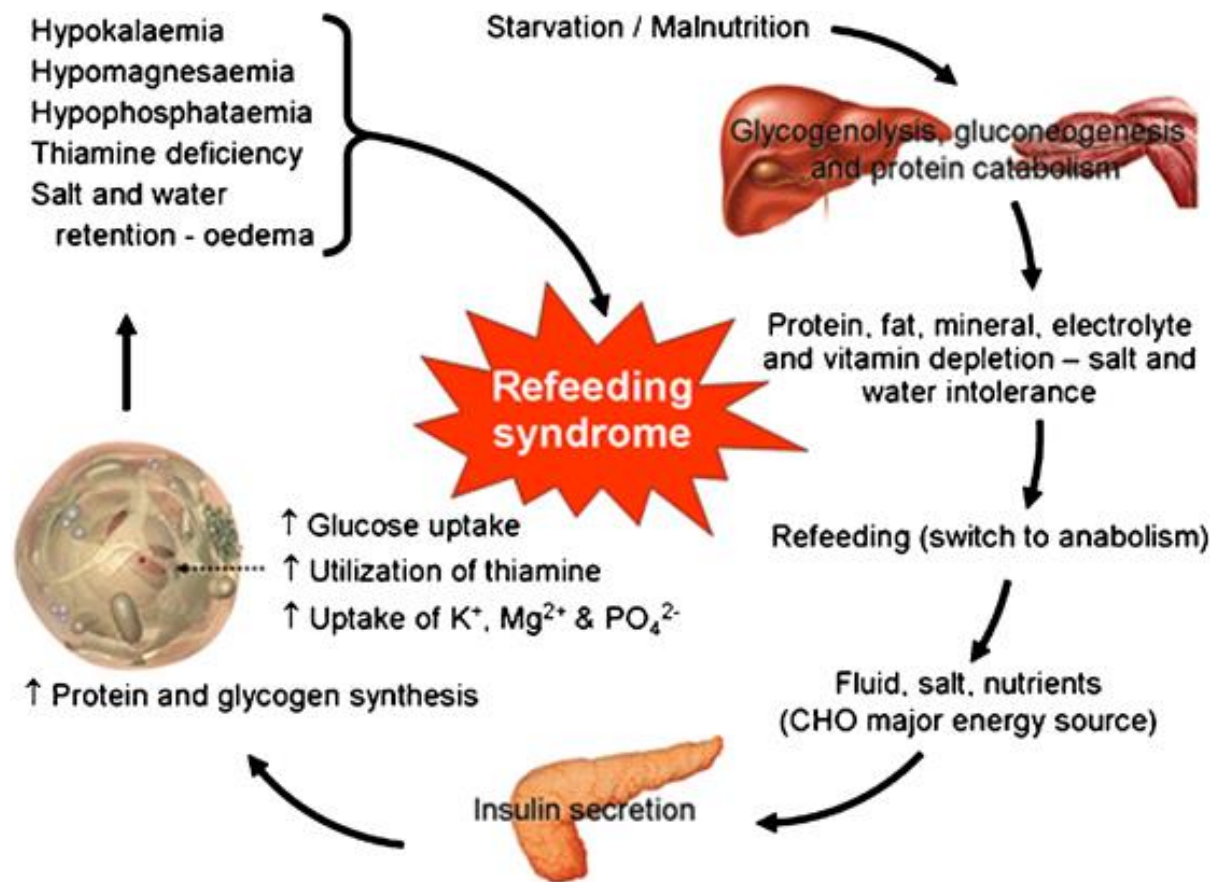 Starvation / Malnutrition
Glycogenolysis, gluconeogenesis
and protein catabolism
Protein, fat, mineral, electrolyte
and vitamin depletion – salt and
water intolerance
Refeeding (switch to anabolism)
Fluid, salt, nutrients
(CHO major energy source)
Insulin secretion
↑ Protein and glycogen synthesis
↑ Glucose uptake
↑ Utilization of thiamine
↑ Uptake of K⁺, Mg²⁺ & PO₄²⁻
Hypokalaemia
Hypomagnesaemia
Hypophosphataemia
Thiamine deficiency
Salt and water
retention - oedema
Refeeding
syndrome